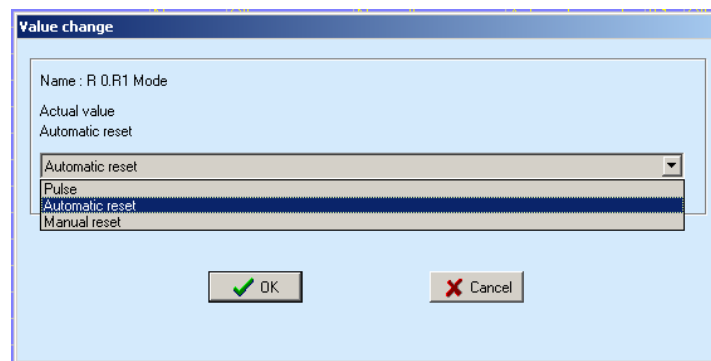 Value change
Name : R 0.R1 Mode
Actual value
Automatic reset
Automatic reset
Pulse
Automatic reset
Manual reset
OK
Cancel